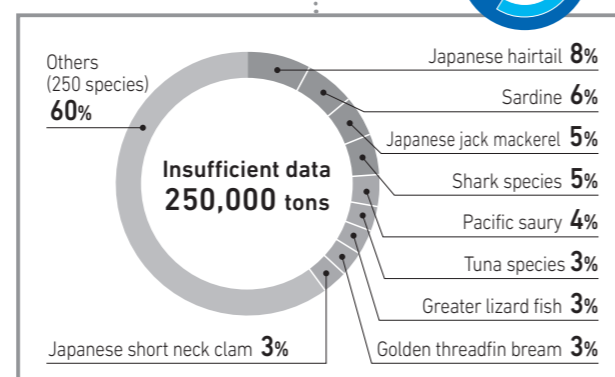 Others
(250 species)
60%
Insufficient data
250,000 tons
Japanese hairtail 8%
Sardine 6%
Japanese jack mackerel 5%
Shark species 5%
Pacific saury 4%
Tuna species 3%
Greater lizard fish 3%
Golden threadfin bream 3%
Japanese short neck clam 3%